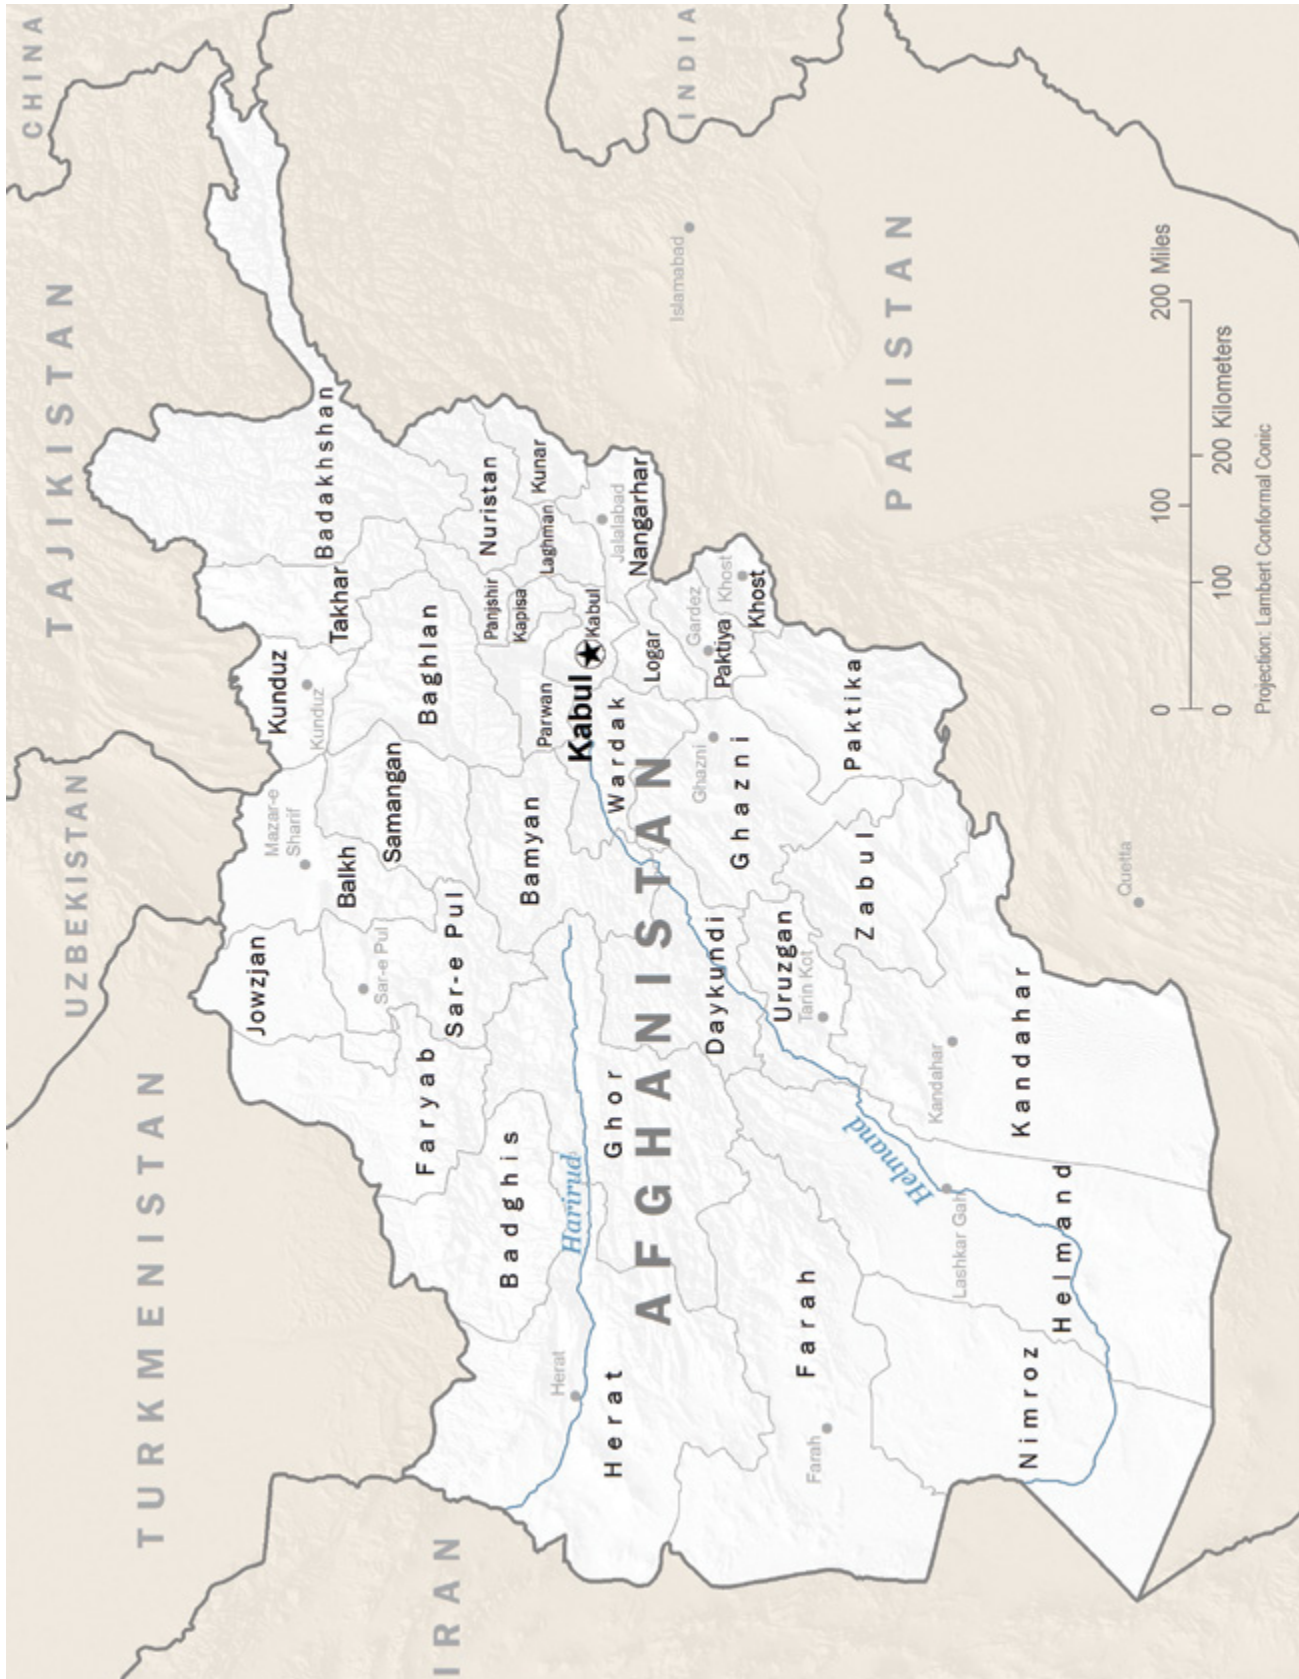 CHINA
TAJIKISTAN
UZBEKISTAN
TURKMENISTAN
IRAN
INDIA
PAKISTAN
AFGHANISTAN
Badakhshan
Takhar
Kunduz
Kunduz
Mazar-e
Sharif
Balkh
Jowzjan
Sar-e Pul
Sar-e Pul
Samangan
Baghlan
Faryab
Badghis
Nuristan
Kunar
Laghman
Panjshir
Kapisa
Parwan
Bamyan
Kabul
Kabul
Jalalabad
Nangarhar
Logar
Wardak
Gardez
Paktiya
Khost
Khost
Paktika
Ghazni
Ghazni
Harirud
Ghor
Herat
Herat
Daykundi
Uruzgan
Tarin Kot
Zabul
Kandahar
Kandahar
Helmand
Lashkar Gah
Helmand
Farah
Farah
Nimroz
Islamabad
Quetta
0 100 200 Miles
0 100 200 Kilometers
Projection: Lambert Conformal Conic